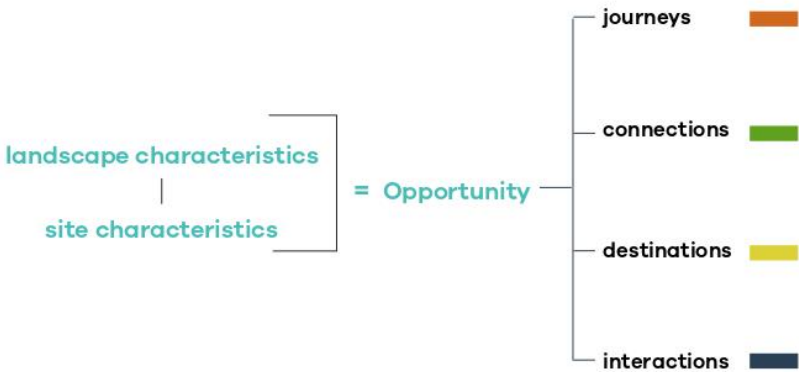 landscape characteristics
site characteristics
= Opportunity
journeys
connections
destinations
interactions